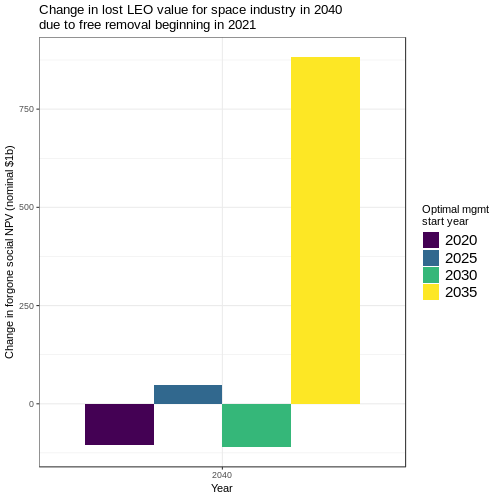 Change in lost LEO value for space industry in 2040
due to free removal beginning in 2021
Change in forgone social NPV (nominal $1b)
750
500
250
0
2040
Year
Optimal mgmt
start year
2020
2025
2030
2035